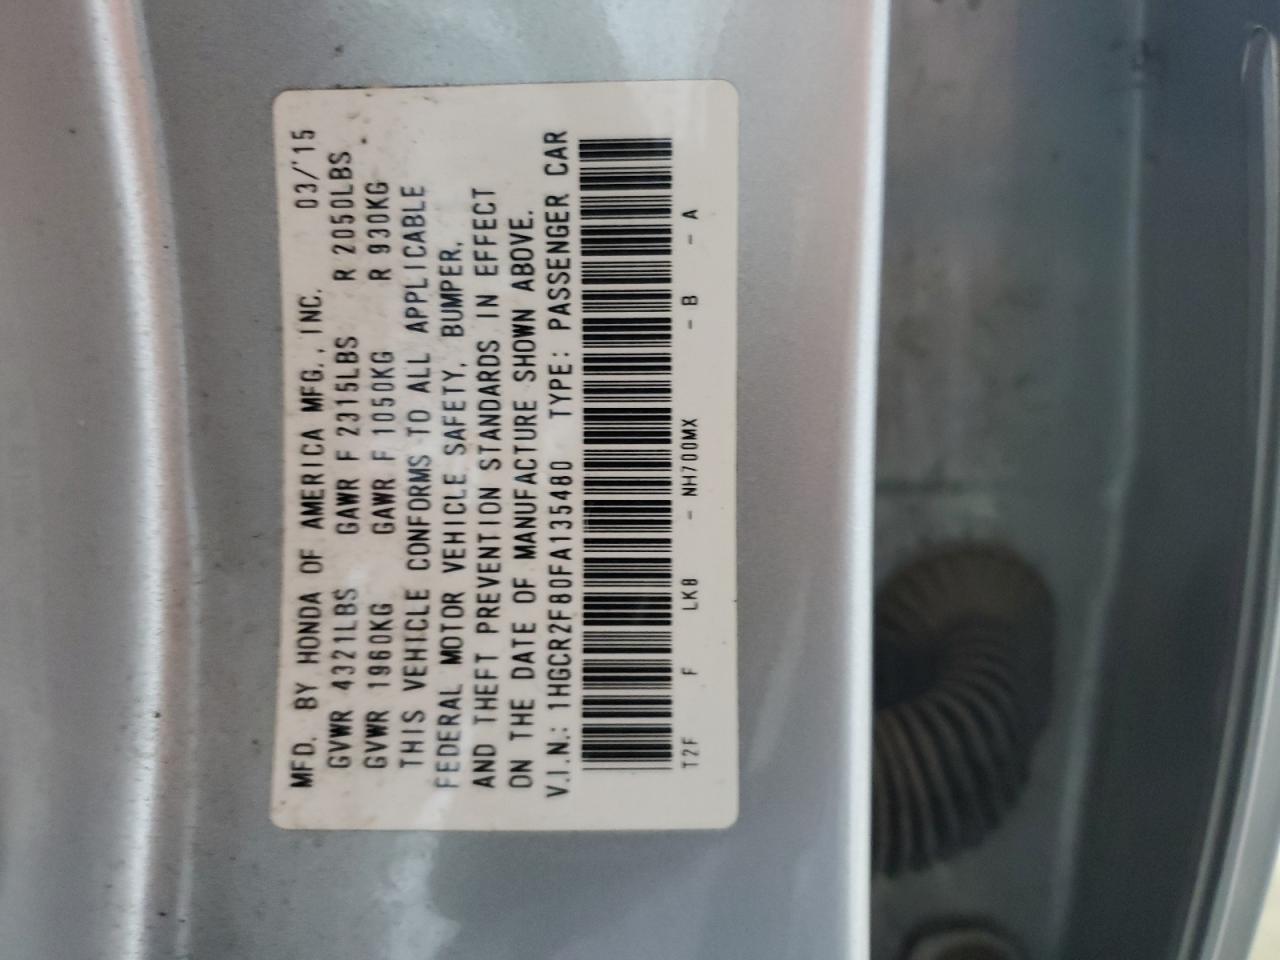 MFD. BY HONDA OF AMERICA MFG., INC. 03/'15
GVWR 4321LBS GAWR F 2315LBS R 2050LBS
GVWR 1960KG GAWR F 1050KG R 930KG
THIS VEHICLE CONFORMS TO ALL APPLICABLE
FEDERAL MOTOR VEHICLE SAFETY, BUMPER,
AND THEFT PREVENTION STANDARDS IN EFFECT
ON THE DATE OF MANUFACTURE SHOWN ABOVE.
V.I.N.: 1HGCR2F80FA135480 TYPE: PASSENGER CAR
T2F F LK8 - NH700MX - B - A